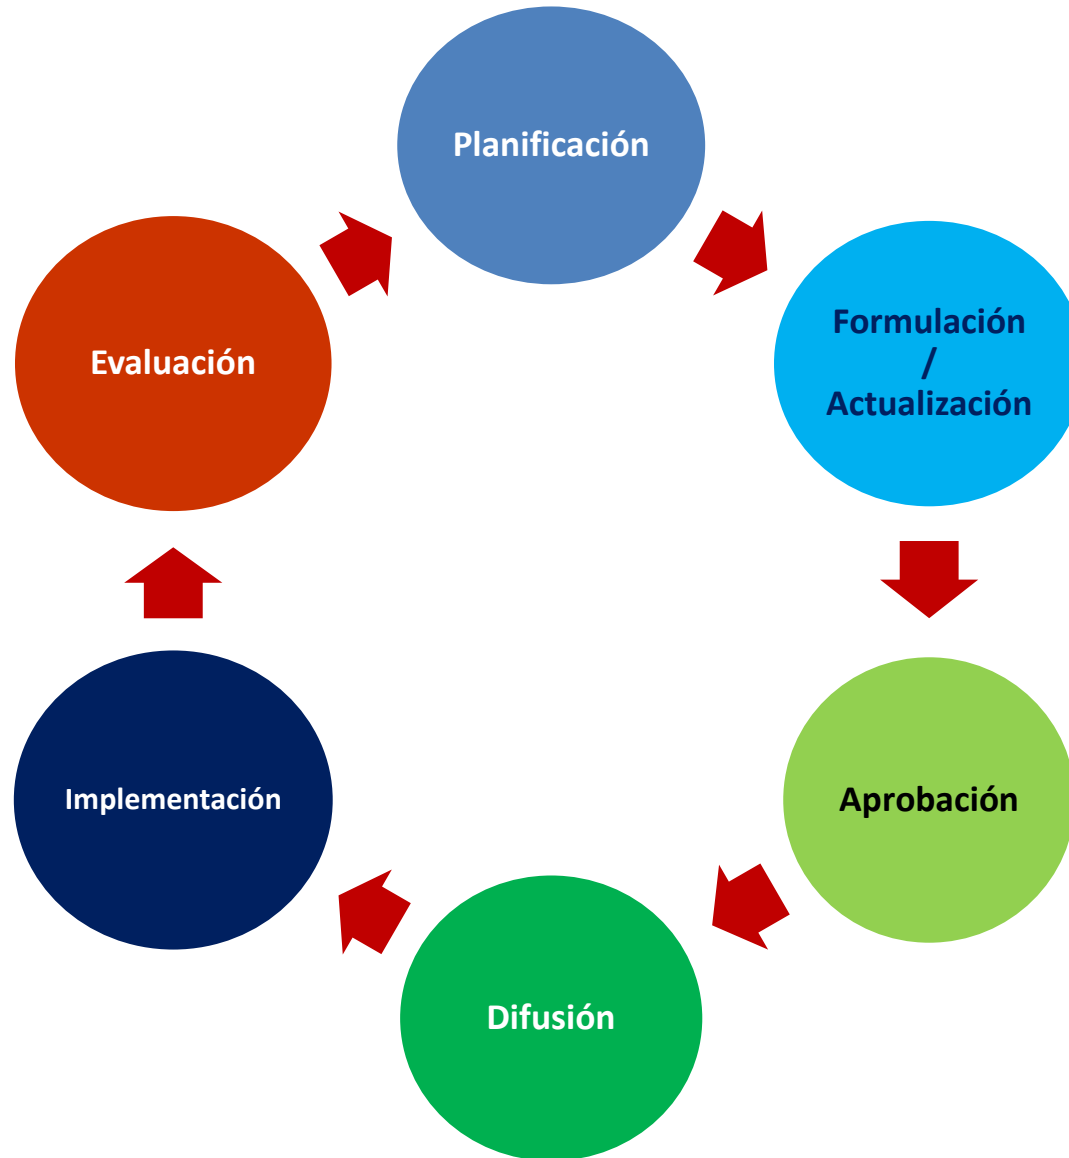 Planificación
Formulación
/
Actualización
Aprobación
Difusión
Implementación
Evaluación